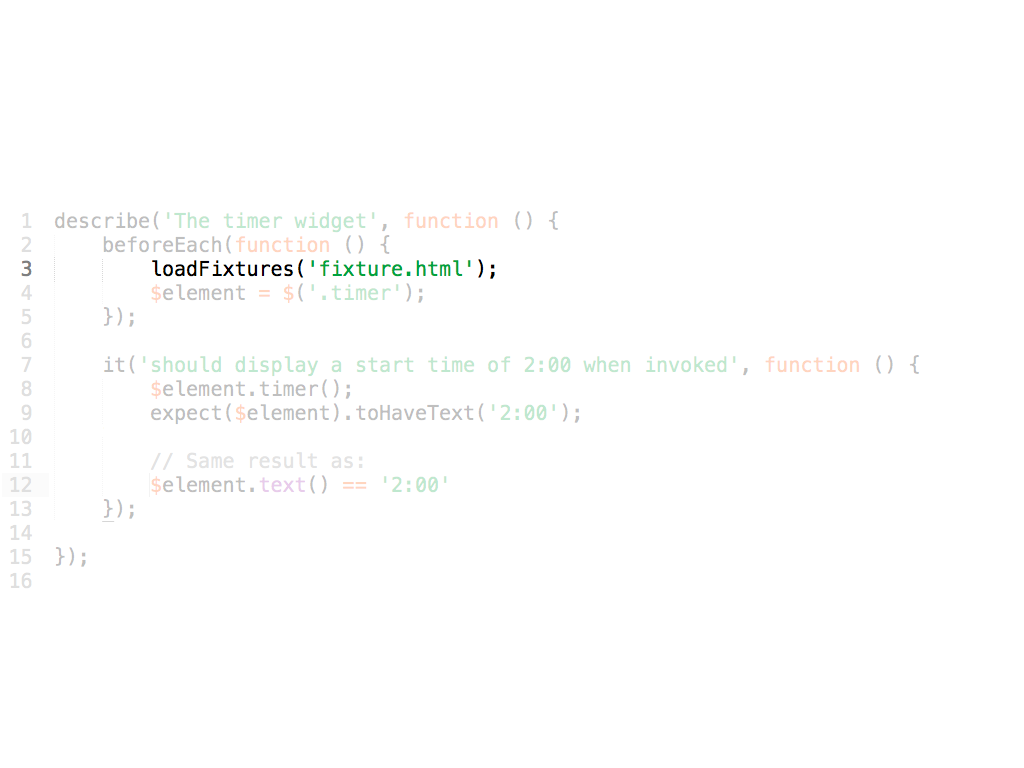 1 describe('The timer widget', function () {
2     beforeEach(function () {
3         loadFixtures('fixture.html');
4         $element = $('.timer');
5     });
6
7     it('should display a start time of 2:00 when invoked', function () {
8         $element.timer();
9         expect($element).toHaveText('2:00');
10
11         // Same result as:
12         $element.text() == '2:00'
13     });
14
15 });
16